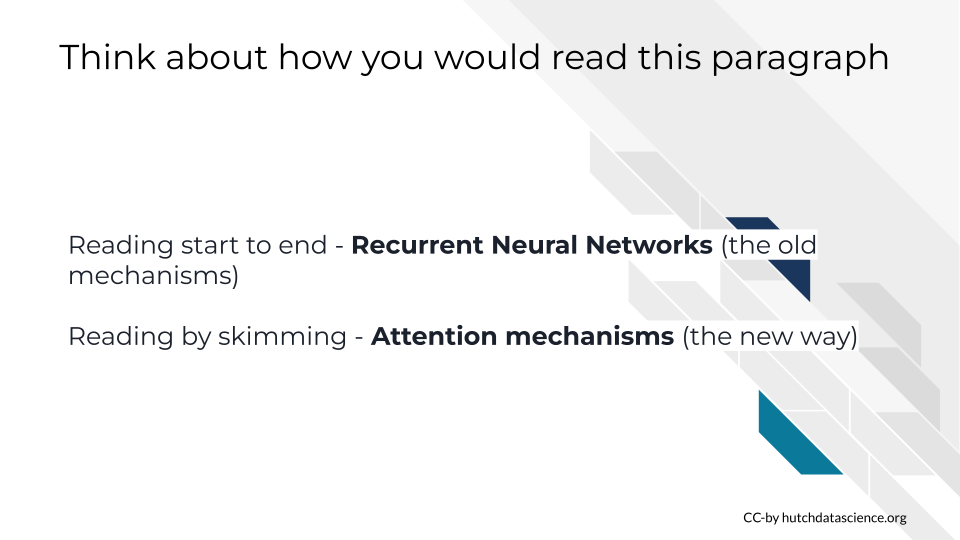 Think about how you would read this paragraph
Reading start to end - Recurrent Neural Networks (the old
mechanisms)
Reading by skimming - Attention mechanisms (the new way)
CC-by hutchdatascience.org